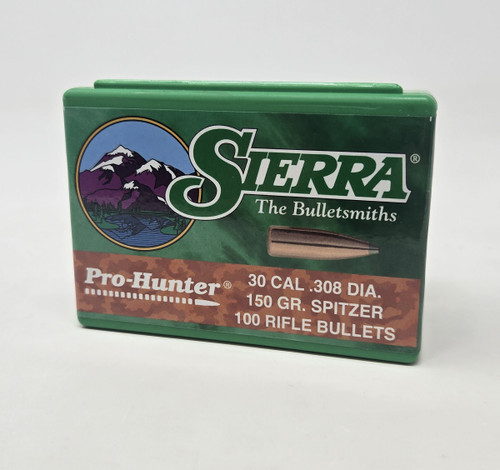 SIERRA®
The Bulletsmiths
Pro-Hunter®
30 CAL .308 DIA.
150 GR. SPITZER
100 RIFLE BULLETS